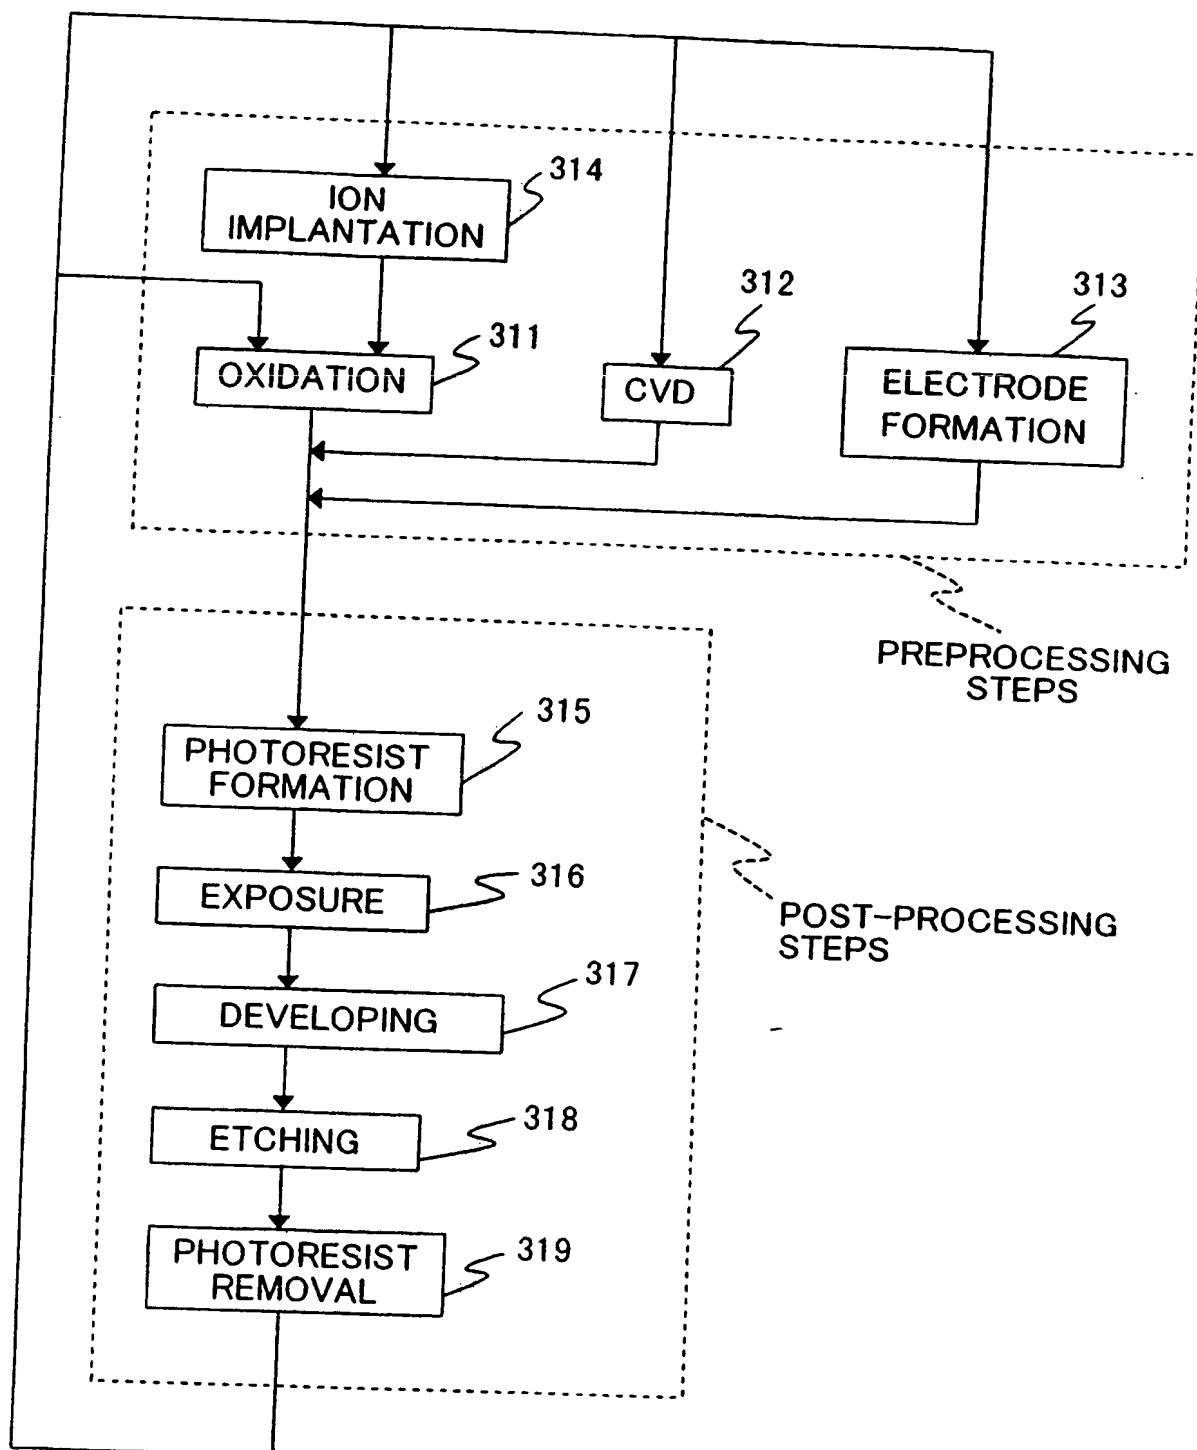 314
ION
IMPLANTATION
312
313
311
OXIDATION
CVD
ELECTRODE
FORMATION
PREPROCESSING
STEPS
315
PHOTORESIST
FORMATION
316
EXPOSURE
POST-PROCESSING
STEPS
317
DEVELOPING
318
ETCHING
319
PHOTORESIST
REMOVAL